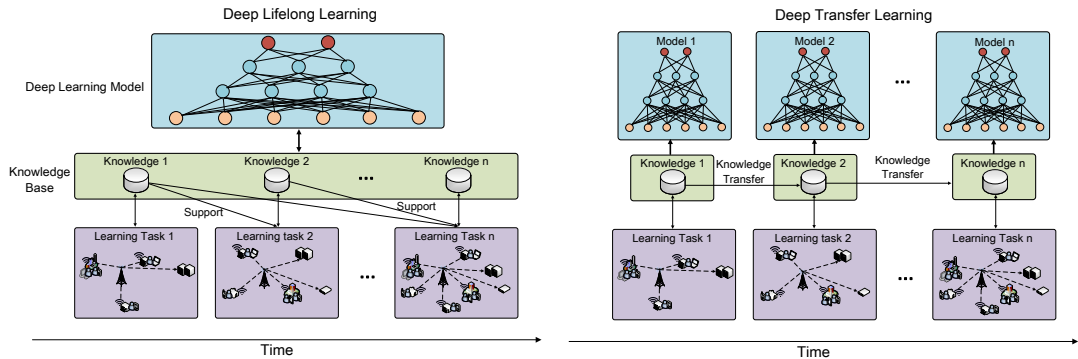 Deep Lifelong Learning
Deep Learning Model
Knowledge
Base
Knowledge 1
Knowledge 2
...
Knowledge n
Support
Support
Learning Task 1
Learning task 2
...
Learning Task n
Time
Deep Transfer Learning
Model 1
Model 2
...
Model n
Knowledge 1
Knowledge
Transfer
Knowledge 2
Knowledge
Transfer
Knowledge n
Learning Task 1
Learning task 2
...
Learning Task n
Time